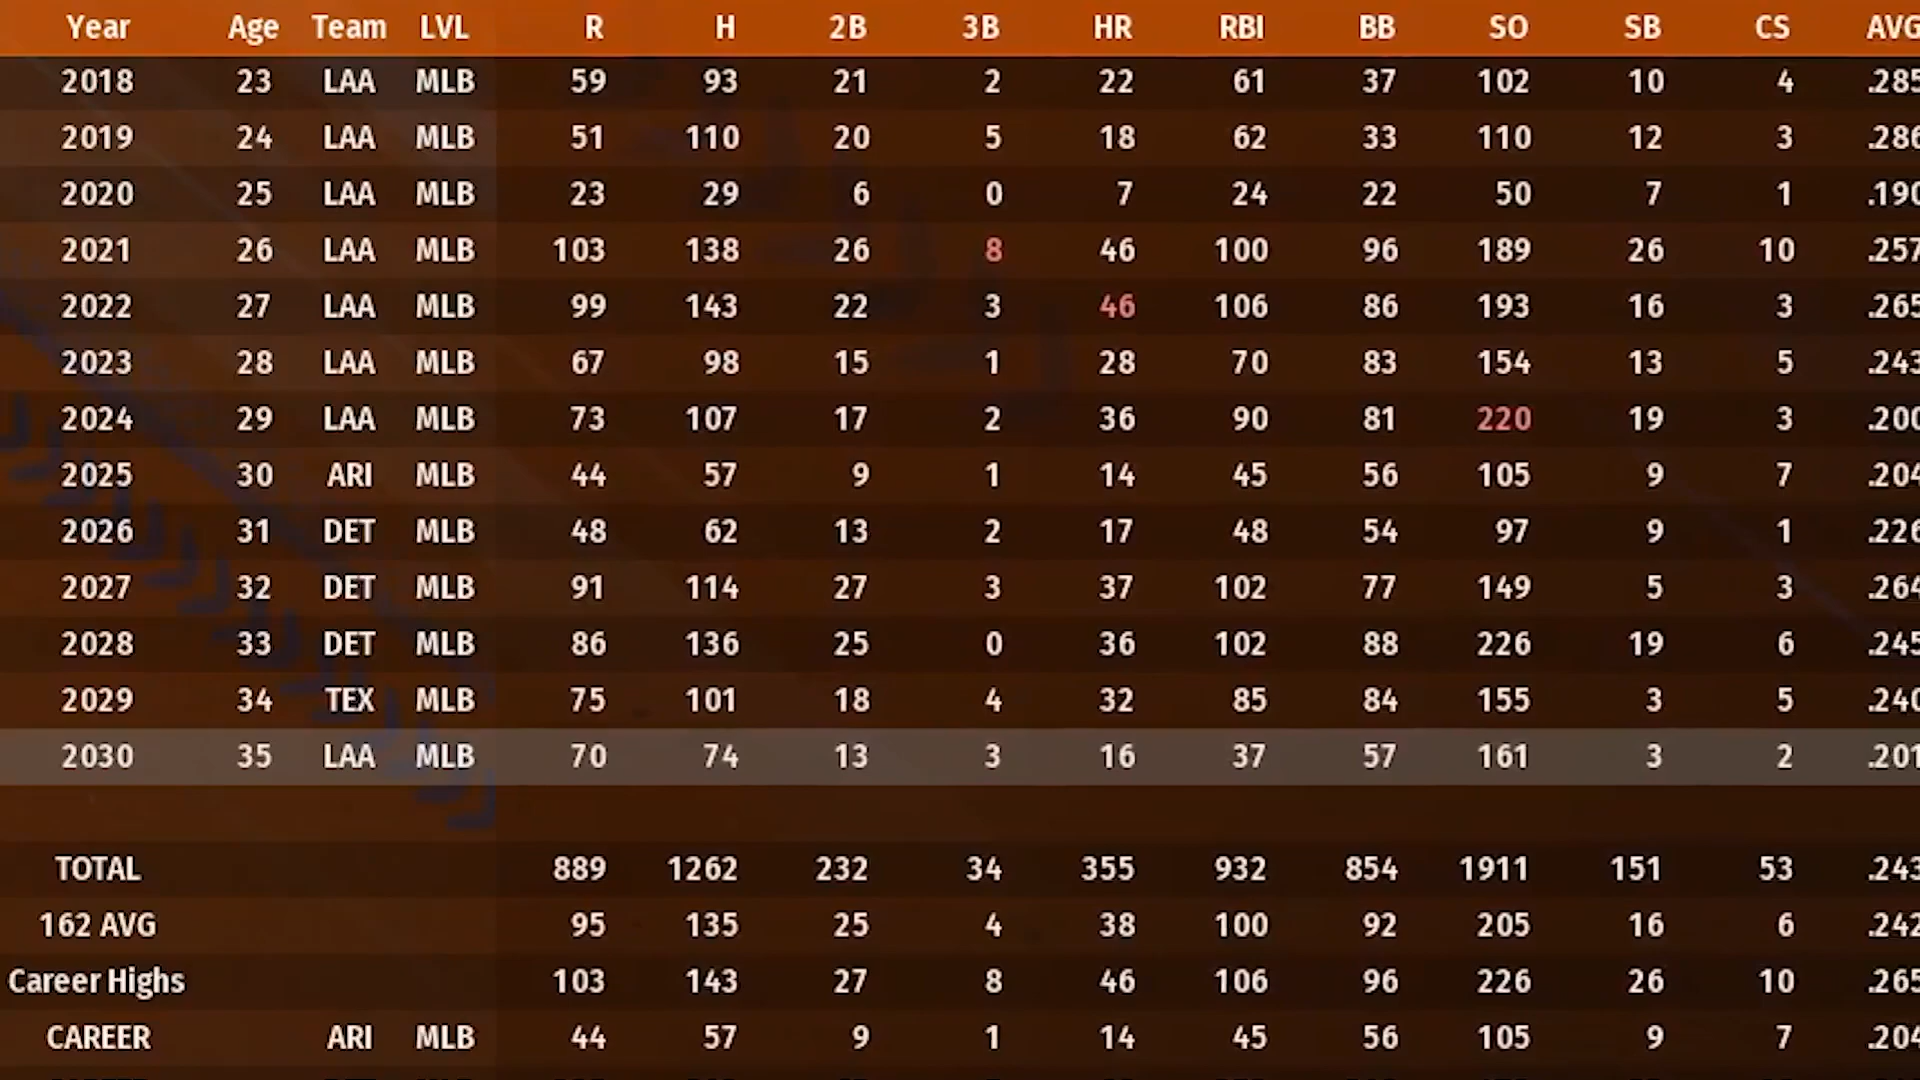 Year Age Team LVL R H 2B 3B HR RBI BB SO SB CS AVG
2018 23 LAA MLB 59 93 21 2 22 61 37 102 10 4 .285
2019 24 LAA MLB 51 110 20 5 18 62 33 110 12 3 .286
2020 25 LAA MLB 23 29 6 0 7 24 22 50 7 1 .190
2021 26 LAA MLB 103 138 26 8 46 100 96 189 26 10 .257
2022 27 LAA MLB 99 143 22 3 46 106 86 193 16 3 .265
2023 28 LAA MLB 67 98 15 1 28 70 83 154 13 5 .243
2024 29 LAA MLB 73 107 17 2 36 90 81 220 19 3 .200
2025 30 ARI MLB 44 57 9 1 14 45 56 105 9 7 .204
2026 31 DET MLB 48 62 13 2 17 48 54 97 9 1 .226
2027 32 DET MLB 91 114 27 3 37 102 77 149 5 3 .264
2028 33 DET MLB 86 136 25 0 36 102 88 226 19 6 .245
2029 34 TEX MLB 75 101 18 4 32 85 84 155 3 5 .240
2030 35 LAA MLB 70 74 13 3 16 37 57 161 3 2 .201
TOTAL 889 1262 232 34 355 932 854 1911 151 53 .243
162 AVG 95 135 25 4 38 100 92 205 16 6 .242
Career Highs 103 143 27 8 46 106 96 226 26 10 .265
CAREER ARI MLB 44 57 9 1 14 45 56 105 9 7 .204